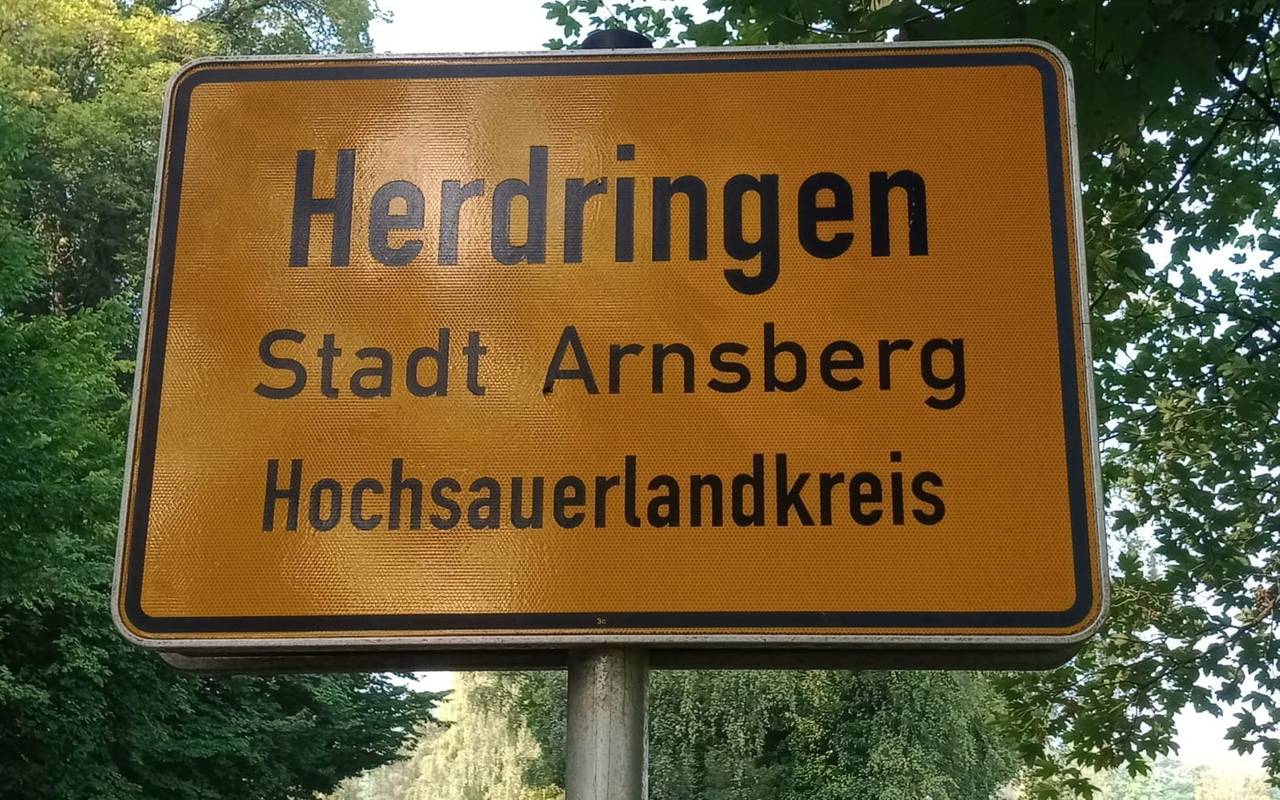 Herdringen
Stadt Arnsberg
Hochsauerlandkreis